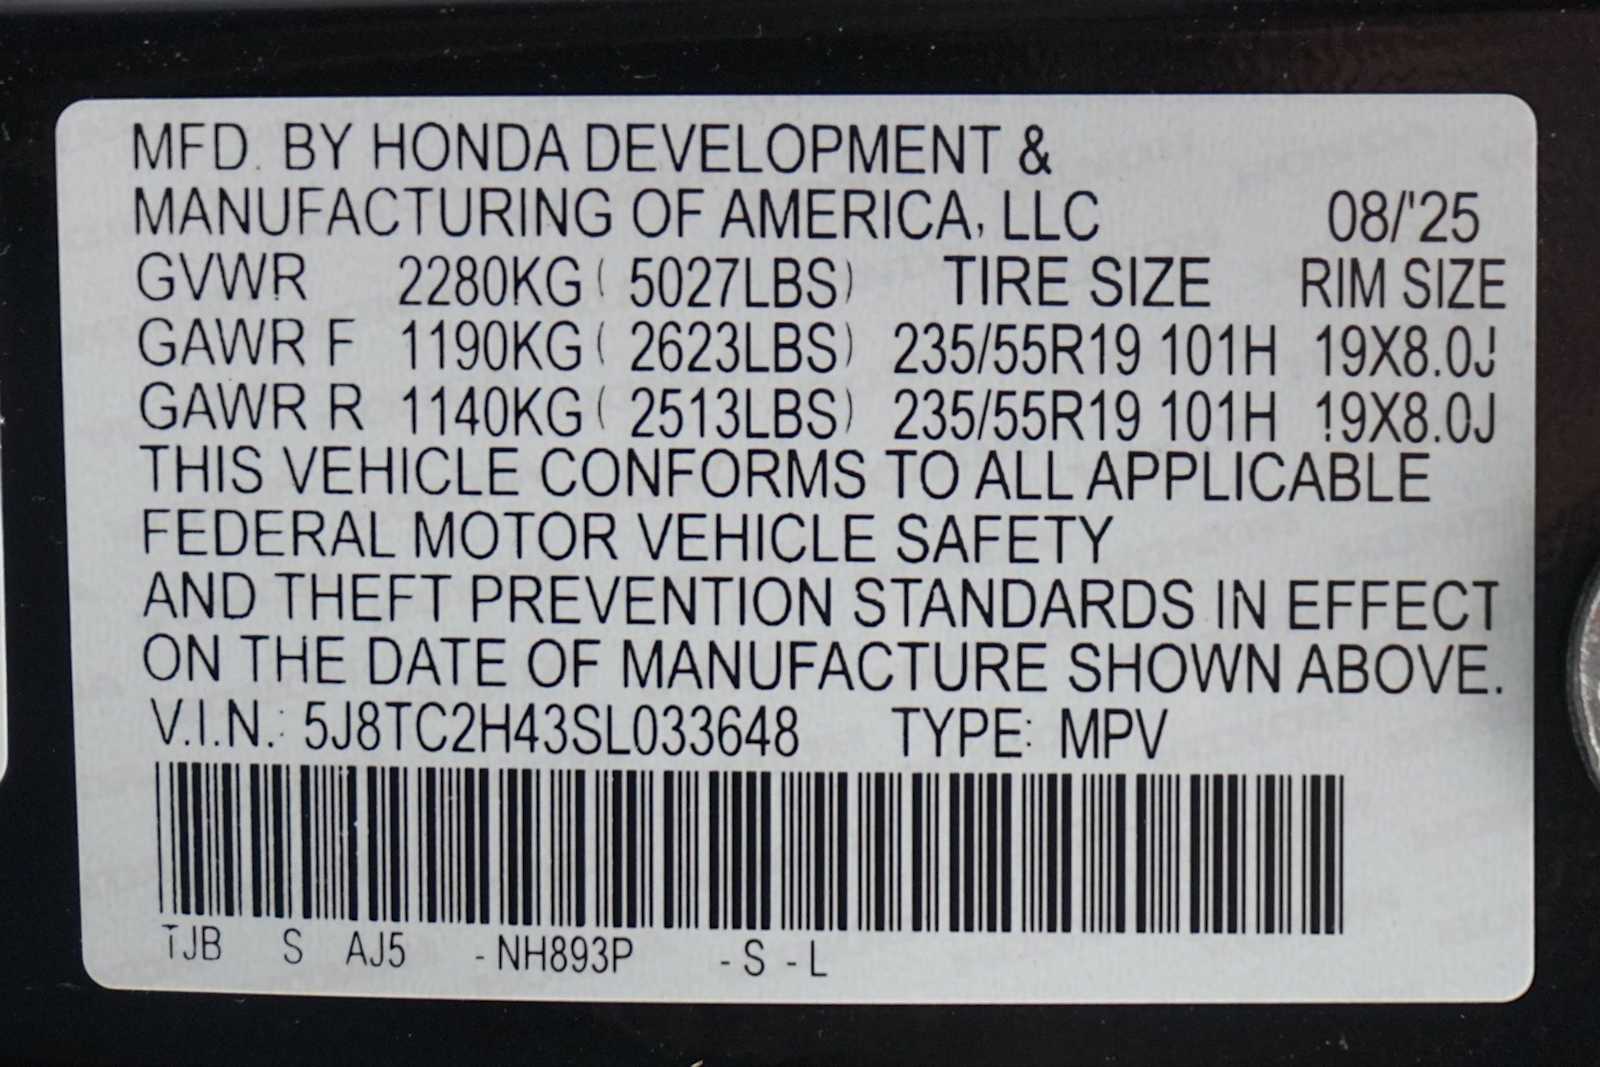 MFD. BY HONDA DEVELOPMENT &
MANUFACTURING OF AMERICA, LLC 08/'25
GVWR 2280KG ( 5027LBS) TIRE SIZE RIM SIZE
GAWR F 1190KG ( 2623LBS) 235/55R19 101H 19X8.0J
GAWR R 1140KG ( 2513LBS) 235/55R19 101H 19X8.0J
THIS VEHICLE CONFORMS TO ALL APPLICABLE
FEDERAL MOTOR VEHICLE SAFETY
AND THEFT PREVENTION STANDARDS IN EFFECT
ON THE DATE OF MANUFACTURE SHOWN ABOVE.
V.I.N.: 5J8TC2H43SL033648 TYPE: MPV
TJB S AJ5 - NH893P - S - L